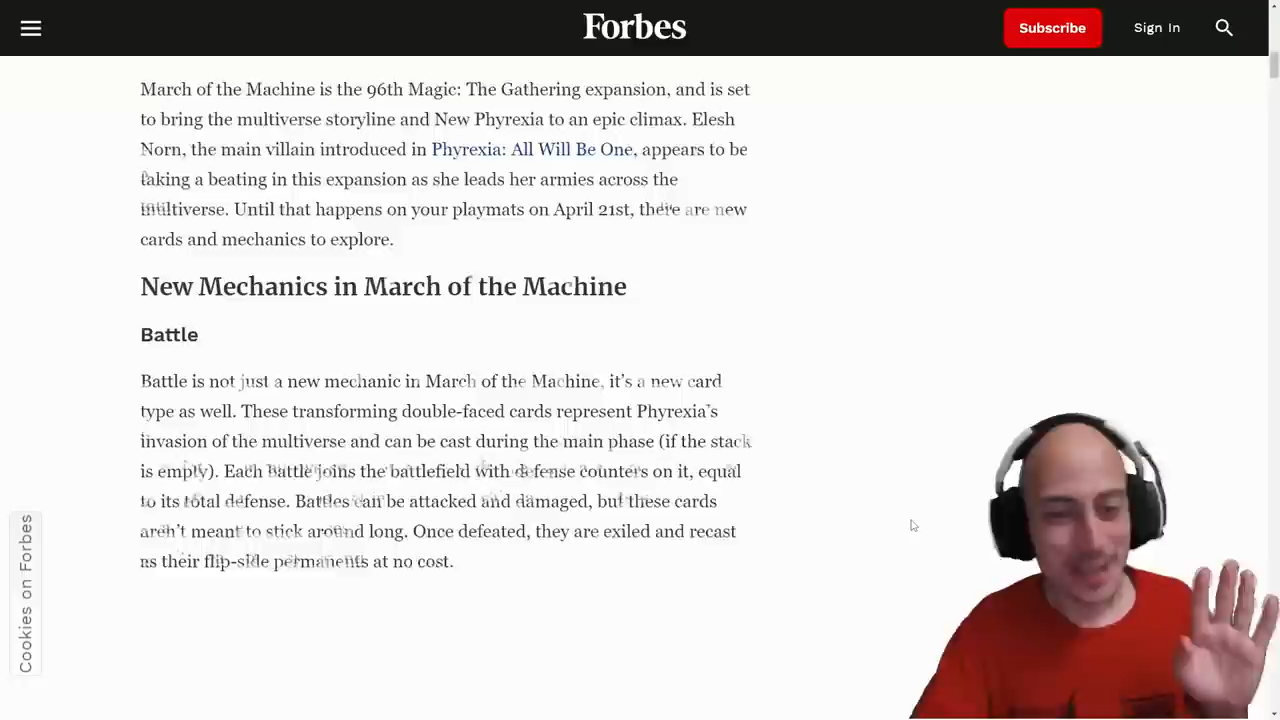 Forbes
Subscribe
Sign In
March of the Machine is the 96th Magic: The Gathering expansion, and is set
to bring the multiverse storyline and New Phyrexia to an epic climax. Elesh
Norn, the main villain introduced in Phyrexia: All Will Be One, appears to be
taking a beating in this expansion as she leads her armies across the
multiverse. Until that happens on your playmats on April 21st, there are new
cards and mechanics to explore.
New Mechanics in March of the Machine
Battle
Battle is not just a new mechanic in March of the Machine, it’s a new card
type as well. These transforming double-faced cards represent Phyrexia’s
invasion of the multiverse and can be cast during the main phase (if the stack
is empty). Each Battle joins the battlefield with defense counters on it, equal
to its total defense. Battles can be attacked and damaged, but these cards
aren’t meant to stick around long. Once defeated, they are exiled and recast
as their flip-side permanents at no cost.
Cookies on Forbes